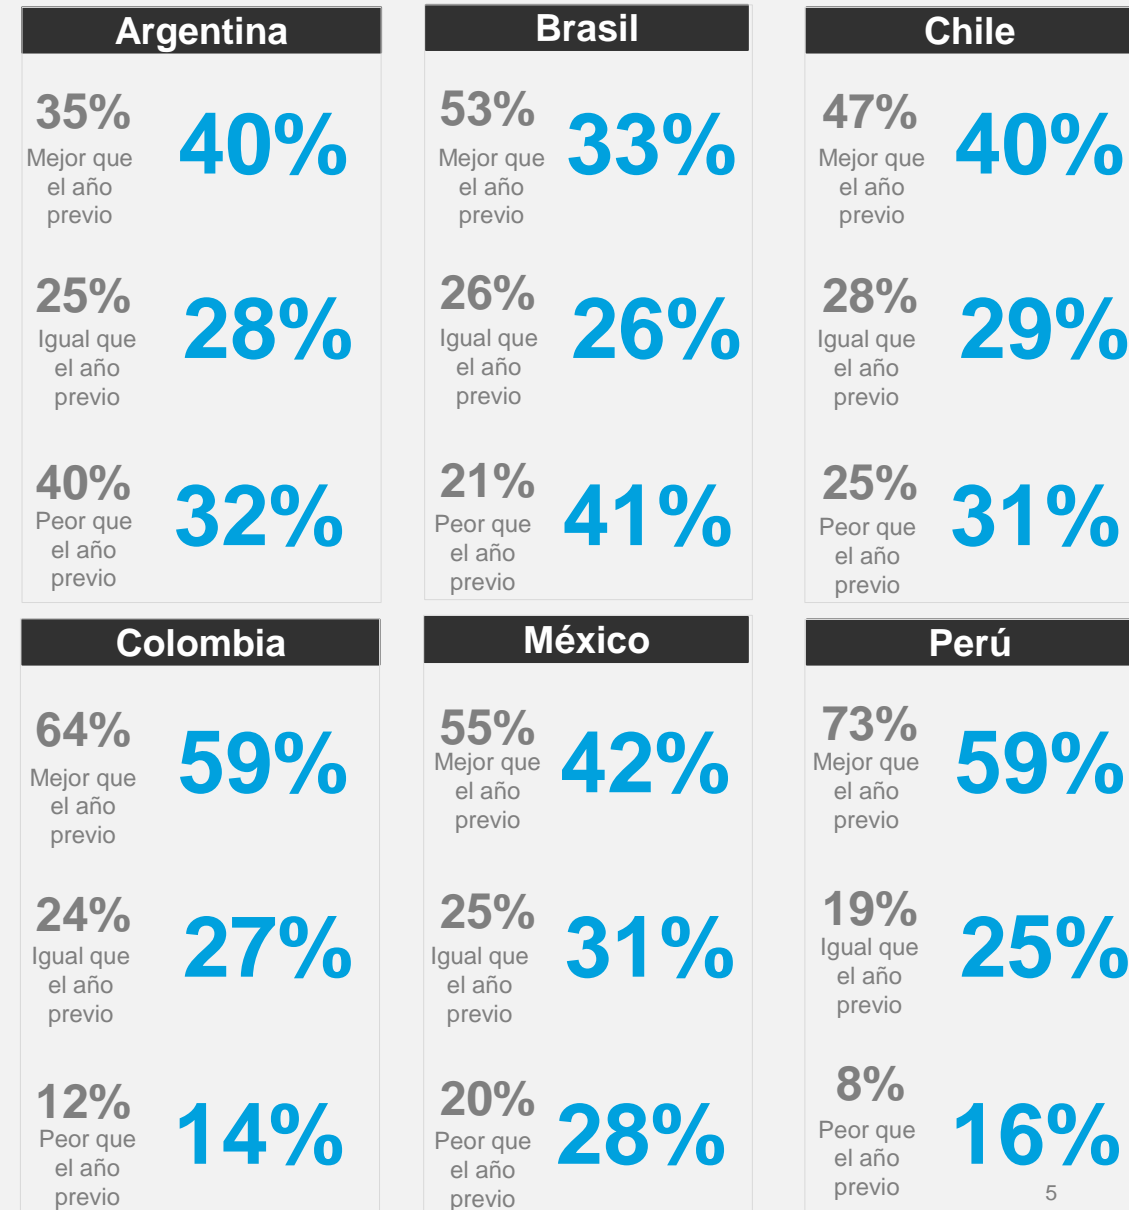 Argentina
35%
Mejor que
el año
previo
40%
25%
Igual que
el año
previo
28%
40%
Peor que
el año
previo
32%
Brasil
53%
Mejor que
el año
previo
33%
26%
Igual que
el año
previo
26%
21%
Peor que
el año
previo
41%
Chile
47%
Mejor que
el año
previo
40%
28%
Igual que
el año
previo
29%
25%
Peor que
el año
previo
31%
Colombia
64%
Mejor que
el año
previo
59%
24%
Igual que
el año
previo
27%
12%
Peor que
el año
previo
14%
México
55%
Mejor que
el año
previo
42%
25%
Igual que
el año
previo
31%
20%
Peor que
el año
previo
28%
Perú
73%
Mejor que
el año
previo
59%
19%
Igual que
el año
previo
25%
8%
Peor que
el año
previo
16%
5